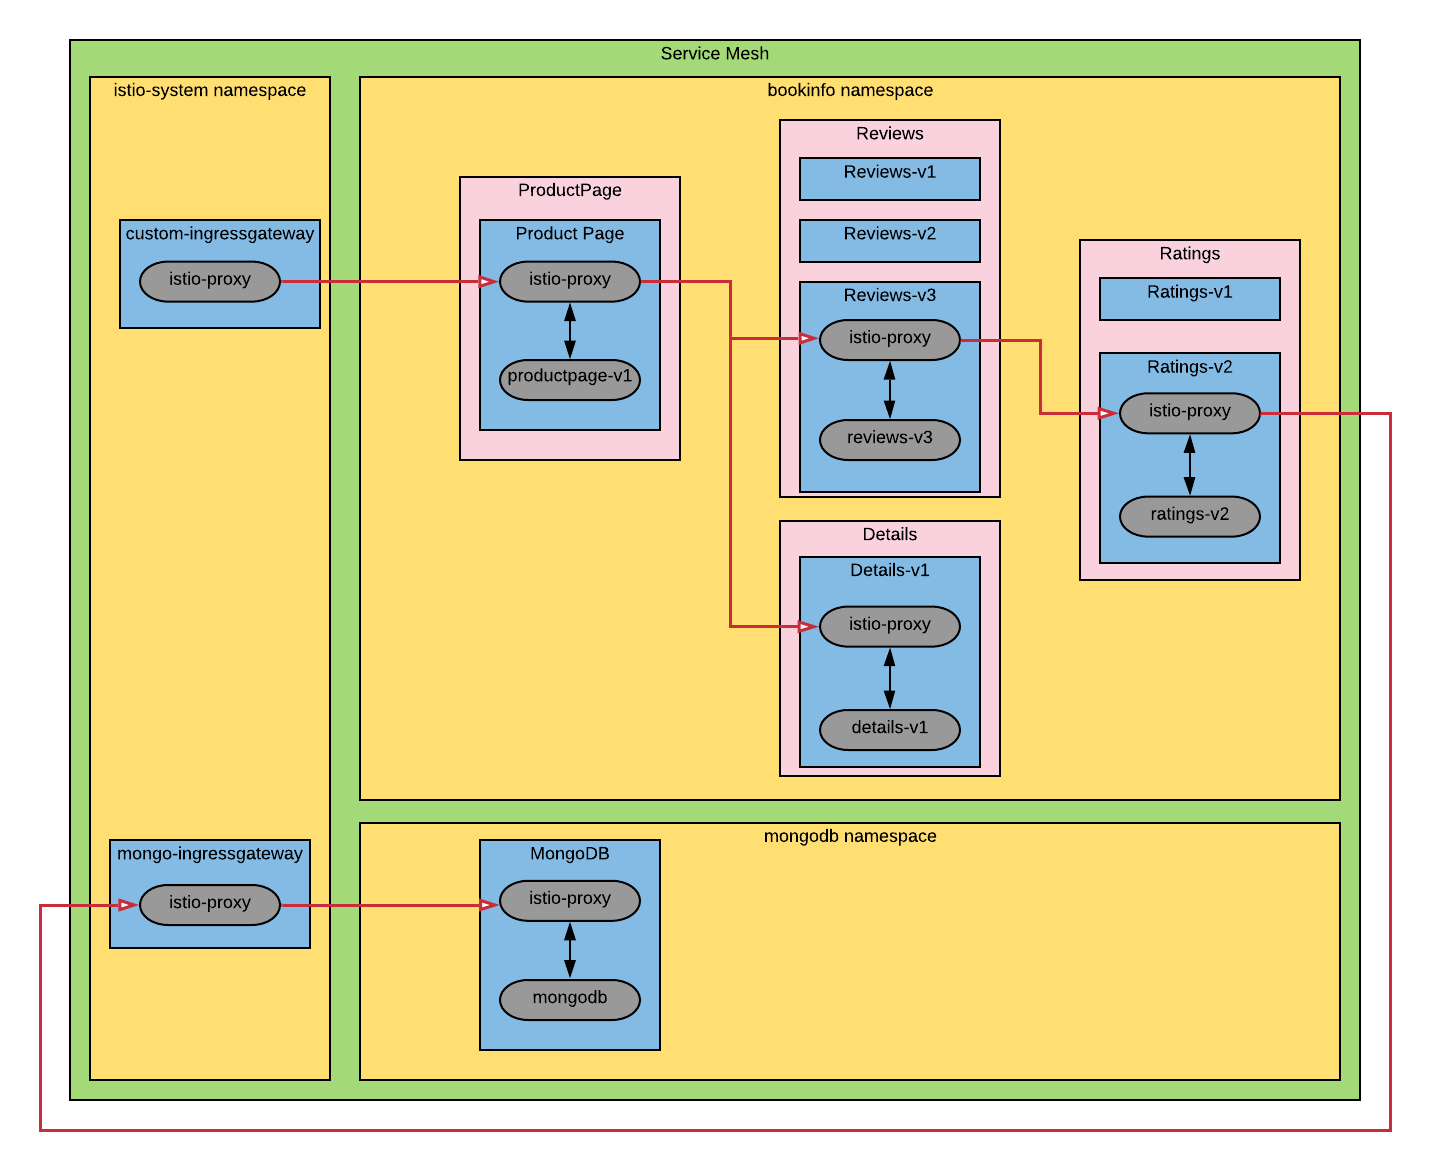 Service Mesh
istio-system namespace
custom-ingressgateway
istio-proxy
mongo-ingressgateway
istio-proxy
bookinfo namespace
ProductPage
Product Page
istio-proxy
productpage-v1
Reviews
Reviews-v1
Reviews-v2
Reviews-v3
istio-proxy
reviews-v3
Details
Details-v1
istio-proxy
details-v1
Ratings
Ratings-v1
Ratings-v2
istio-proxy
ratings-v2
mongodb namespace
MongoDB
istio-proxy
mongodb